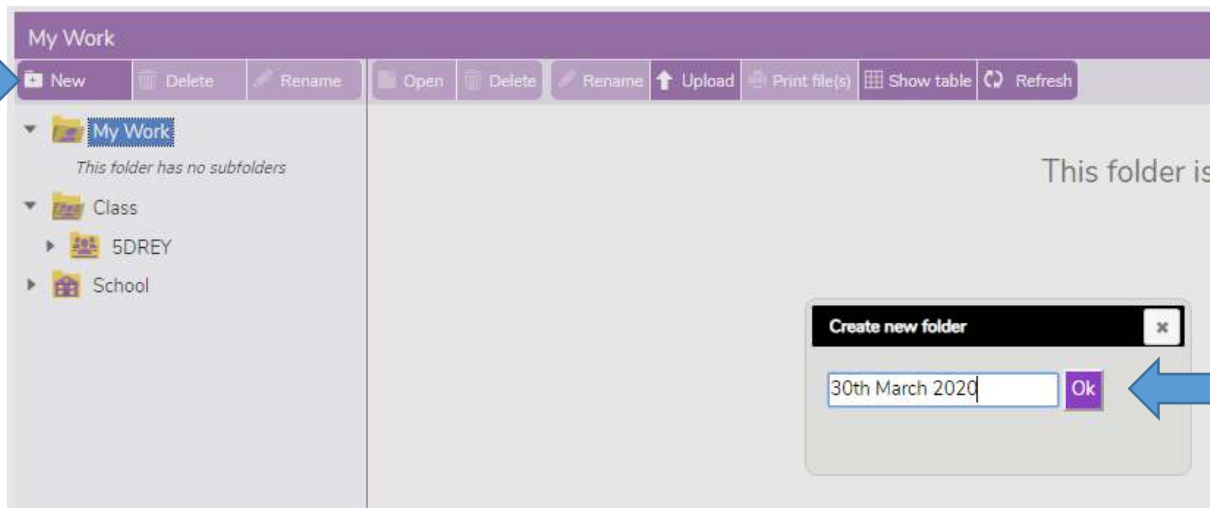 My Work
New Delete Rename Open Delete Rename Upload Print file(s) Show table Refresh
My Work
This folder has no subfolders
This folder is
Class
5DREY
School
Create new folder
30th March 2020
Ok